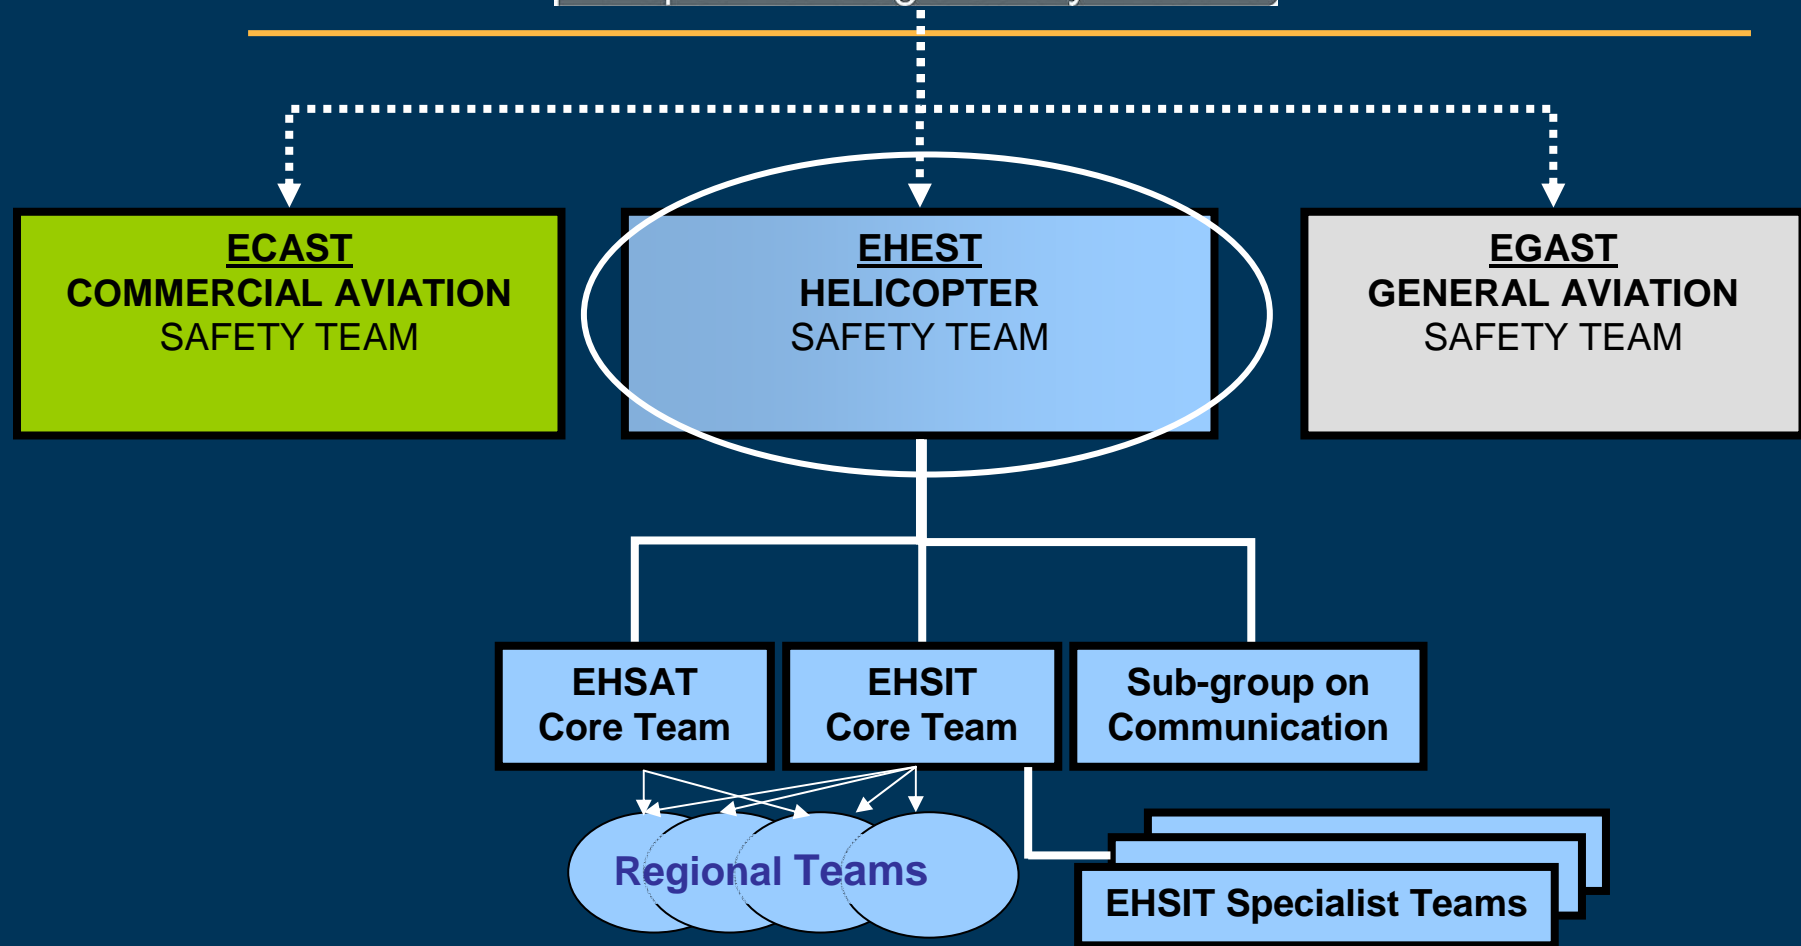 ECAST
COMMERCIAL AVIATION
SAFETY TEAM
EHEST
HELICOPTER
SAFETY TEAM
EGAST
GENERAL AVIATION
SAFETY TEAM
EHSAT
Core Team
EHSIT
Core Team
Sub-group on
Communication
Regional Teams
EHSIT Specialist Teams